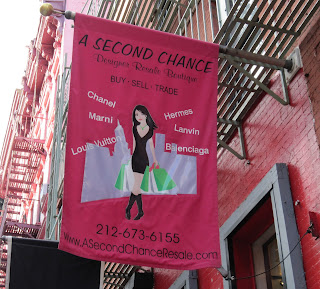 A SECOND CHANCE
Designer Resale Boutique
BUY · SELL · TRADE
Chanel
Hermes
Marni
Lanvin
Louis Vuitton
Balenciaga
212-673-6155
www.ASecondChanceResale.com